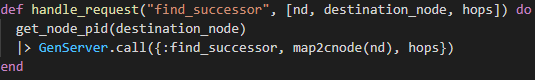 def handle_request("find_successor", [nd, destination_node, hops]) do
  get_node_pid(destination_node)
  |> GenServer.call({:find_successor, map2cnode(nd), hops})
end